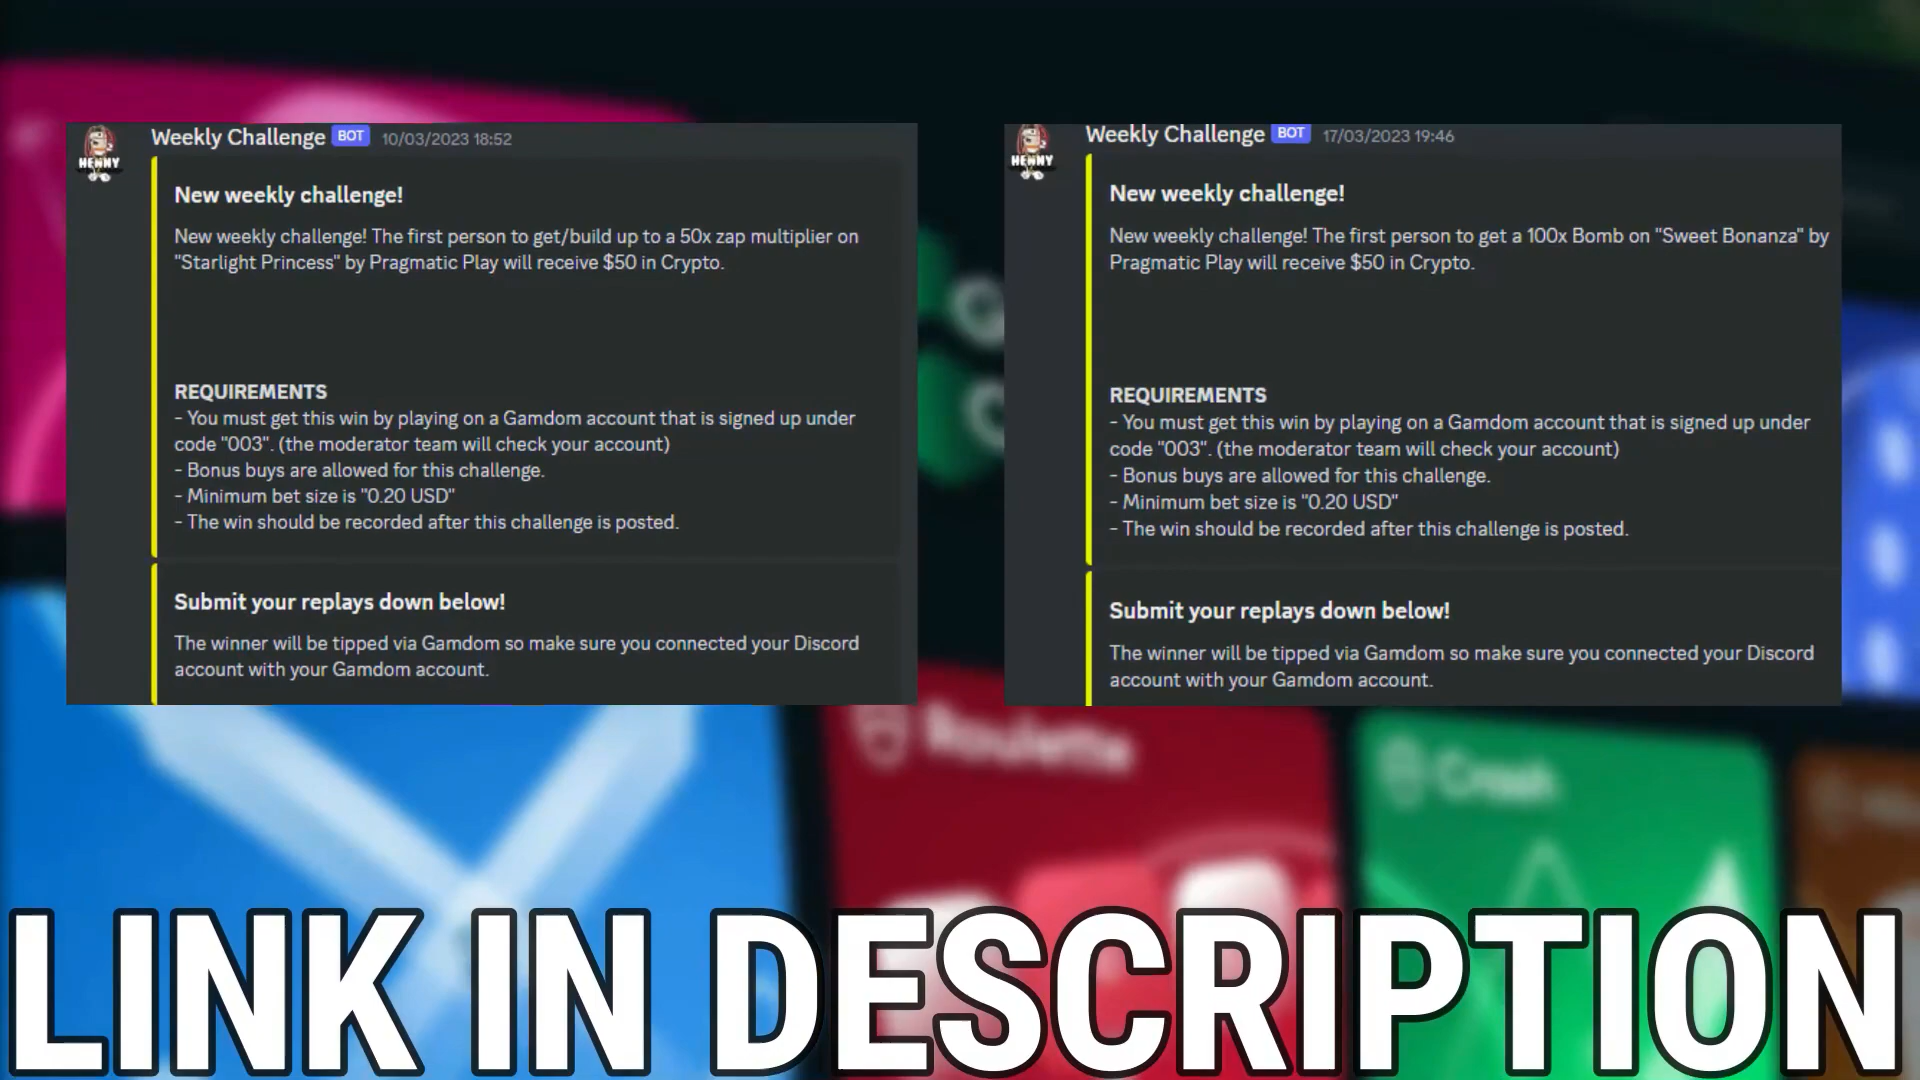 HENNY
Weekly Challenge BOT 10/03/2023 18:52
New weekly challenge!
New weekly challenge! The first person to get/build up to a 50x zap multiplier on
"Starlight Princess" by Pragmatic Play will receive $50 in Crypto.
REQUIREMENTS
- You must get this win by playing on a Gamdom account that is signed up under
code "003". (the moderator team will check your account)
- Bonus buys are allowed for this challenge.
- Minimum bet size is "0.20 USD"
- The win should be recorded after this challenge is posted.
Submit your replays down below!
The winner will be tipped via Gamdom so make sure you connected your Discord
account with your Gamdom account.
HENNY
Weekly Challenge BOT 17/03/2023 19:46
New weekly challenge!
New weekly challenge! The first person to get a 100x Bomb on "Sweet Bonanza" by
Pragmatic Play will receive $50 in Crypto.
REQUIREMENTS
- You must get this win by playing on a Gamdom account that is signed up under
code "003". (the moderator team will check your account)
- Bonus buys are allowed for this challenge.
- Minimum bet size is "0.20 USD"
- The win should be recorded after this challenge is posted.
Submit your replays down below!
The winner will be tipped via Gamdom so make sure you connected your Discord
account with your Gamdom account.
Roulette
Crash
LINK IN DESCRIPTION